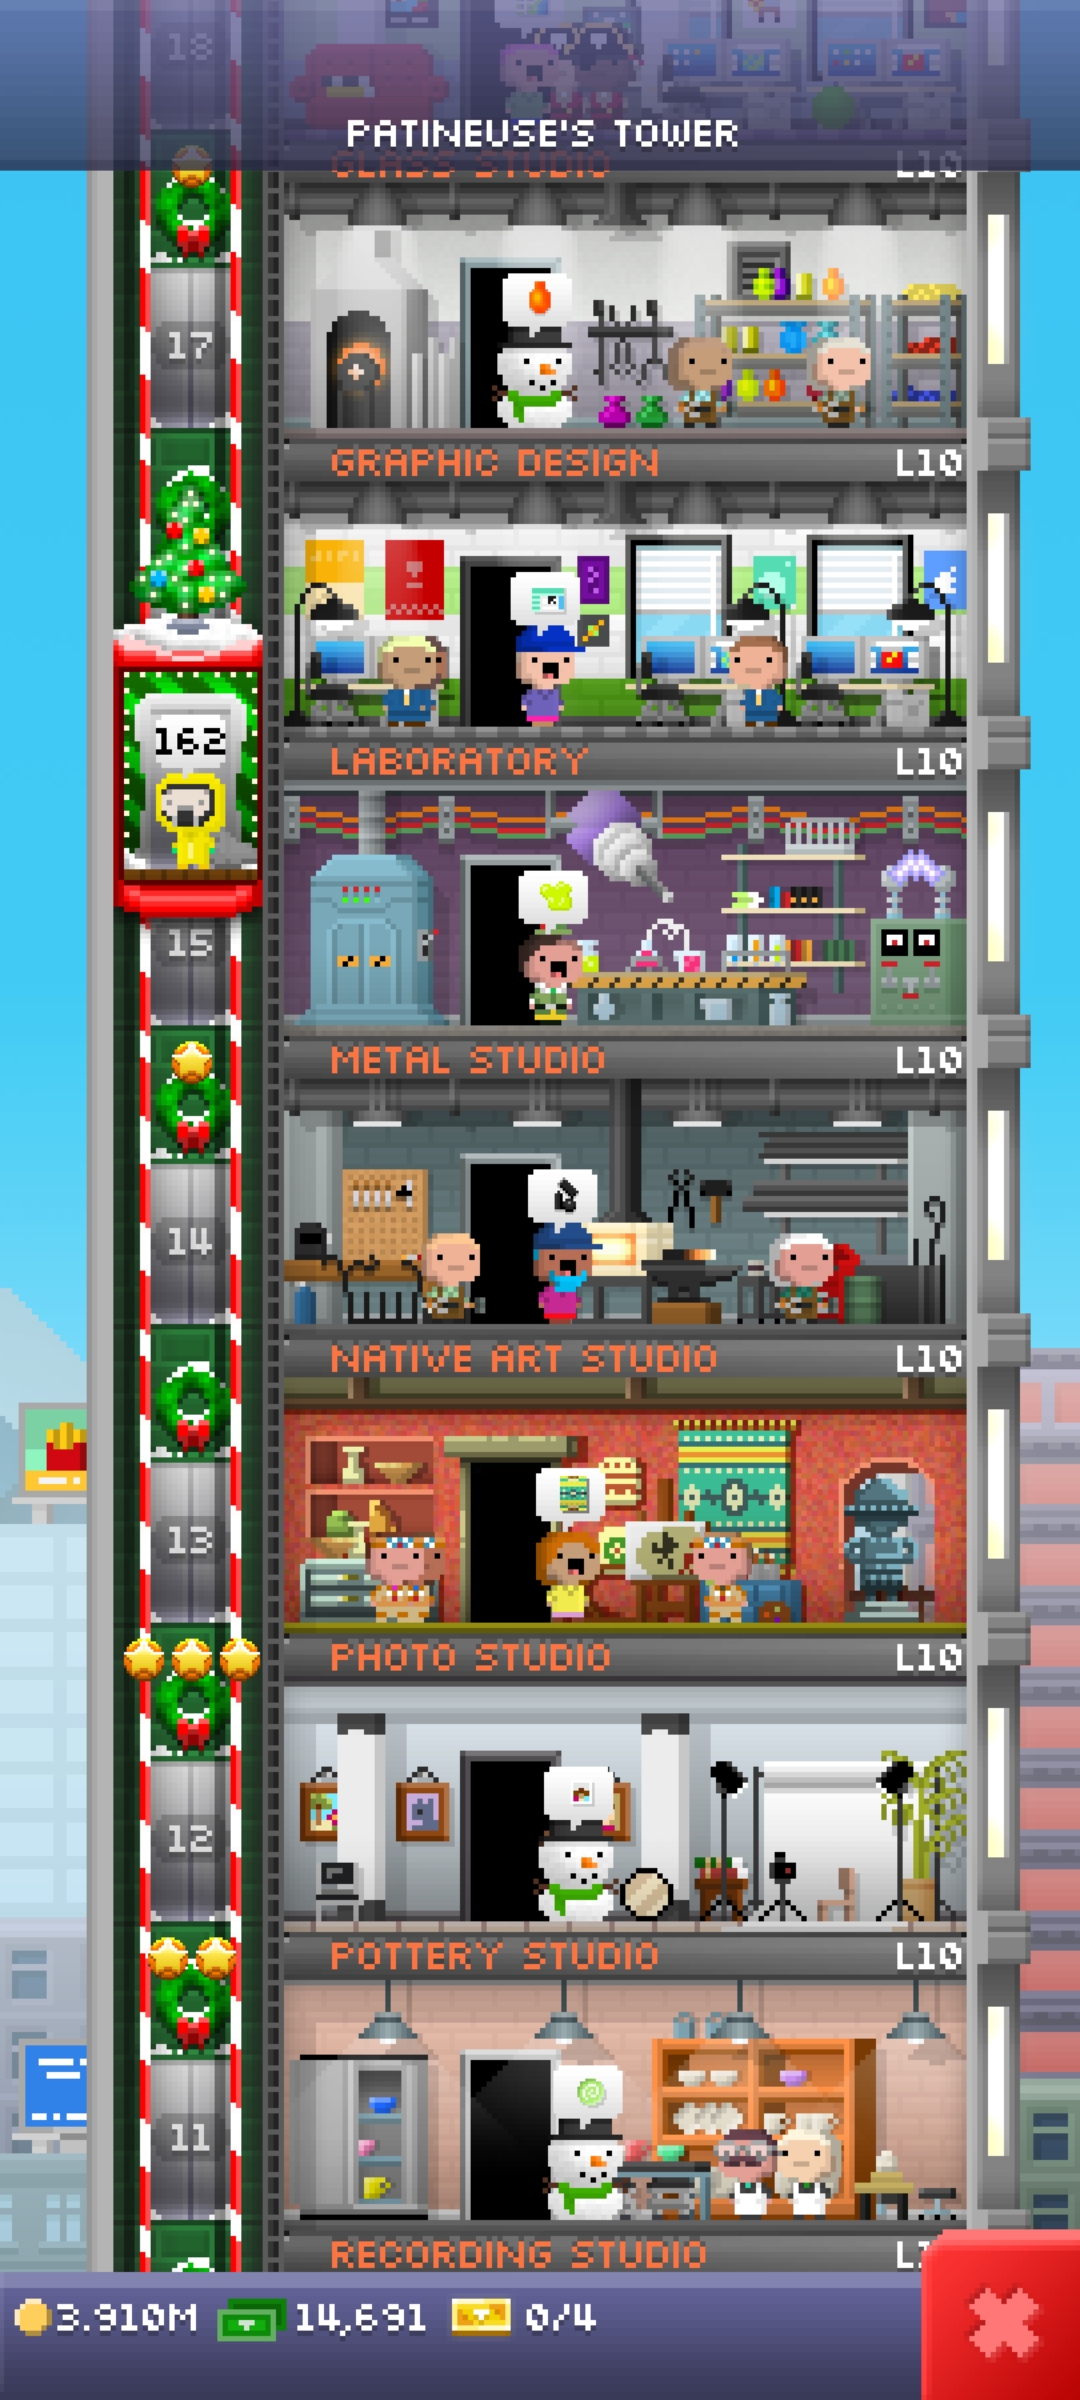 18
PATINEUSE'S TOWER
GLASS STUDIO L10
17
GRAPHIC DESIGN L10
162
LABORATORY L10
15
METAL STUDIO L10
14
NATIVE ART STUDIO L10
13
PHOTO STUDIO L10
12
POTTERY STUDIO L10
11
RECORDING STUDIO
3.910M 14,691 0/4